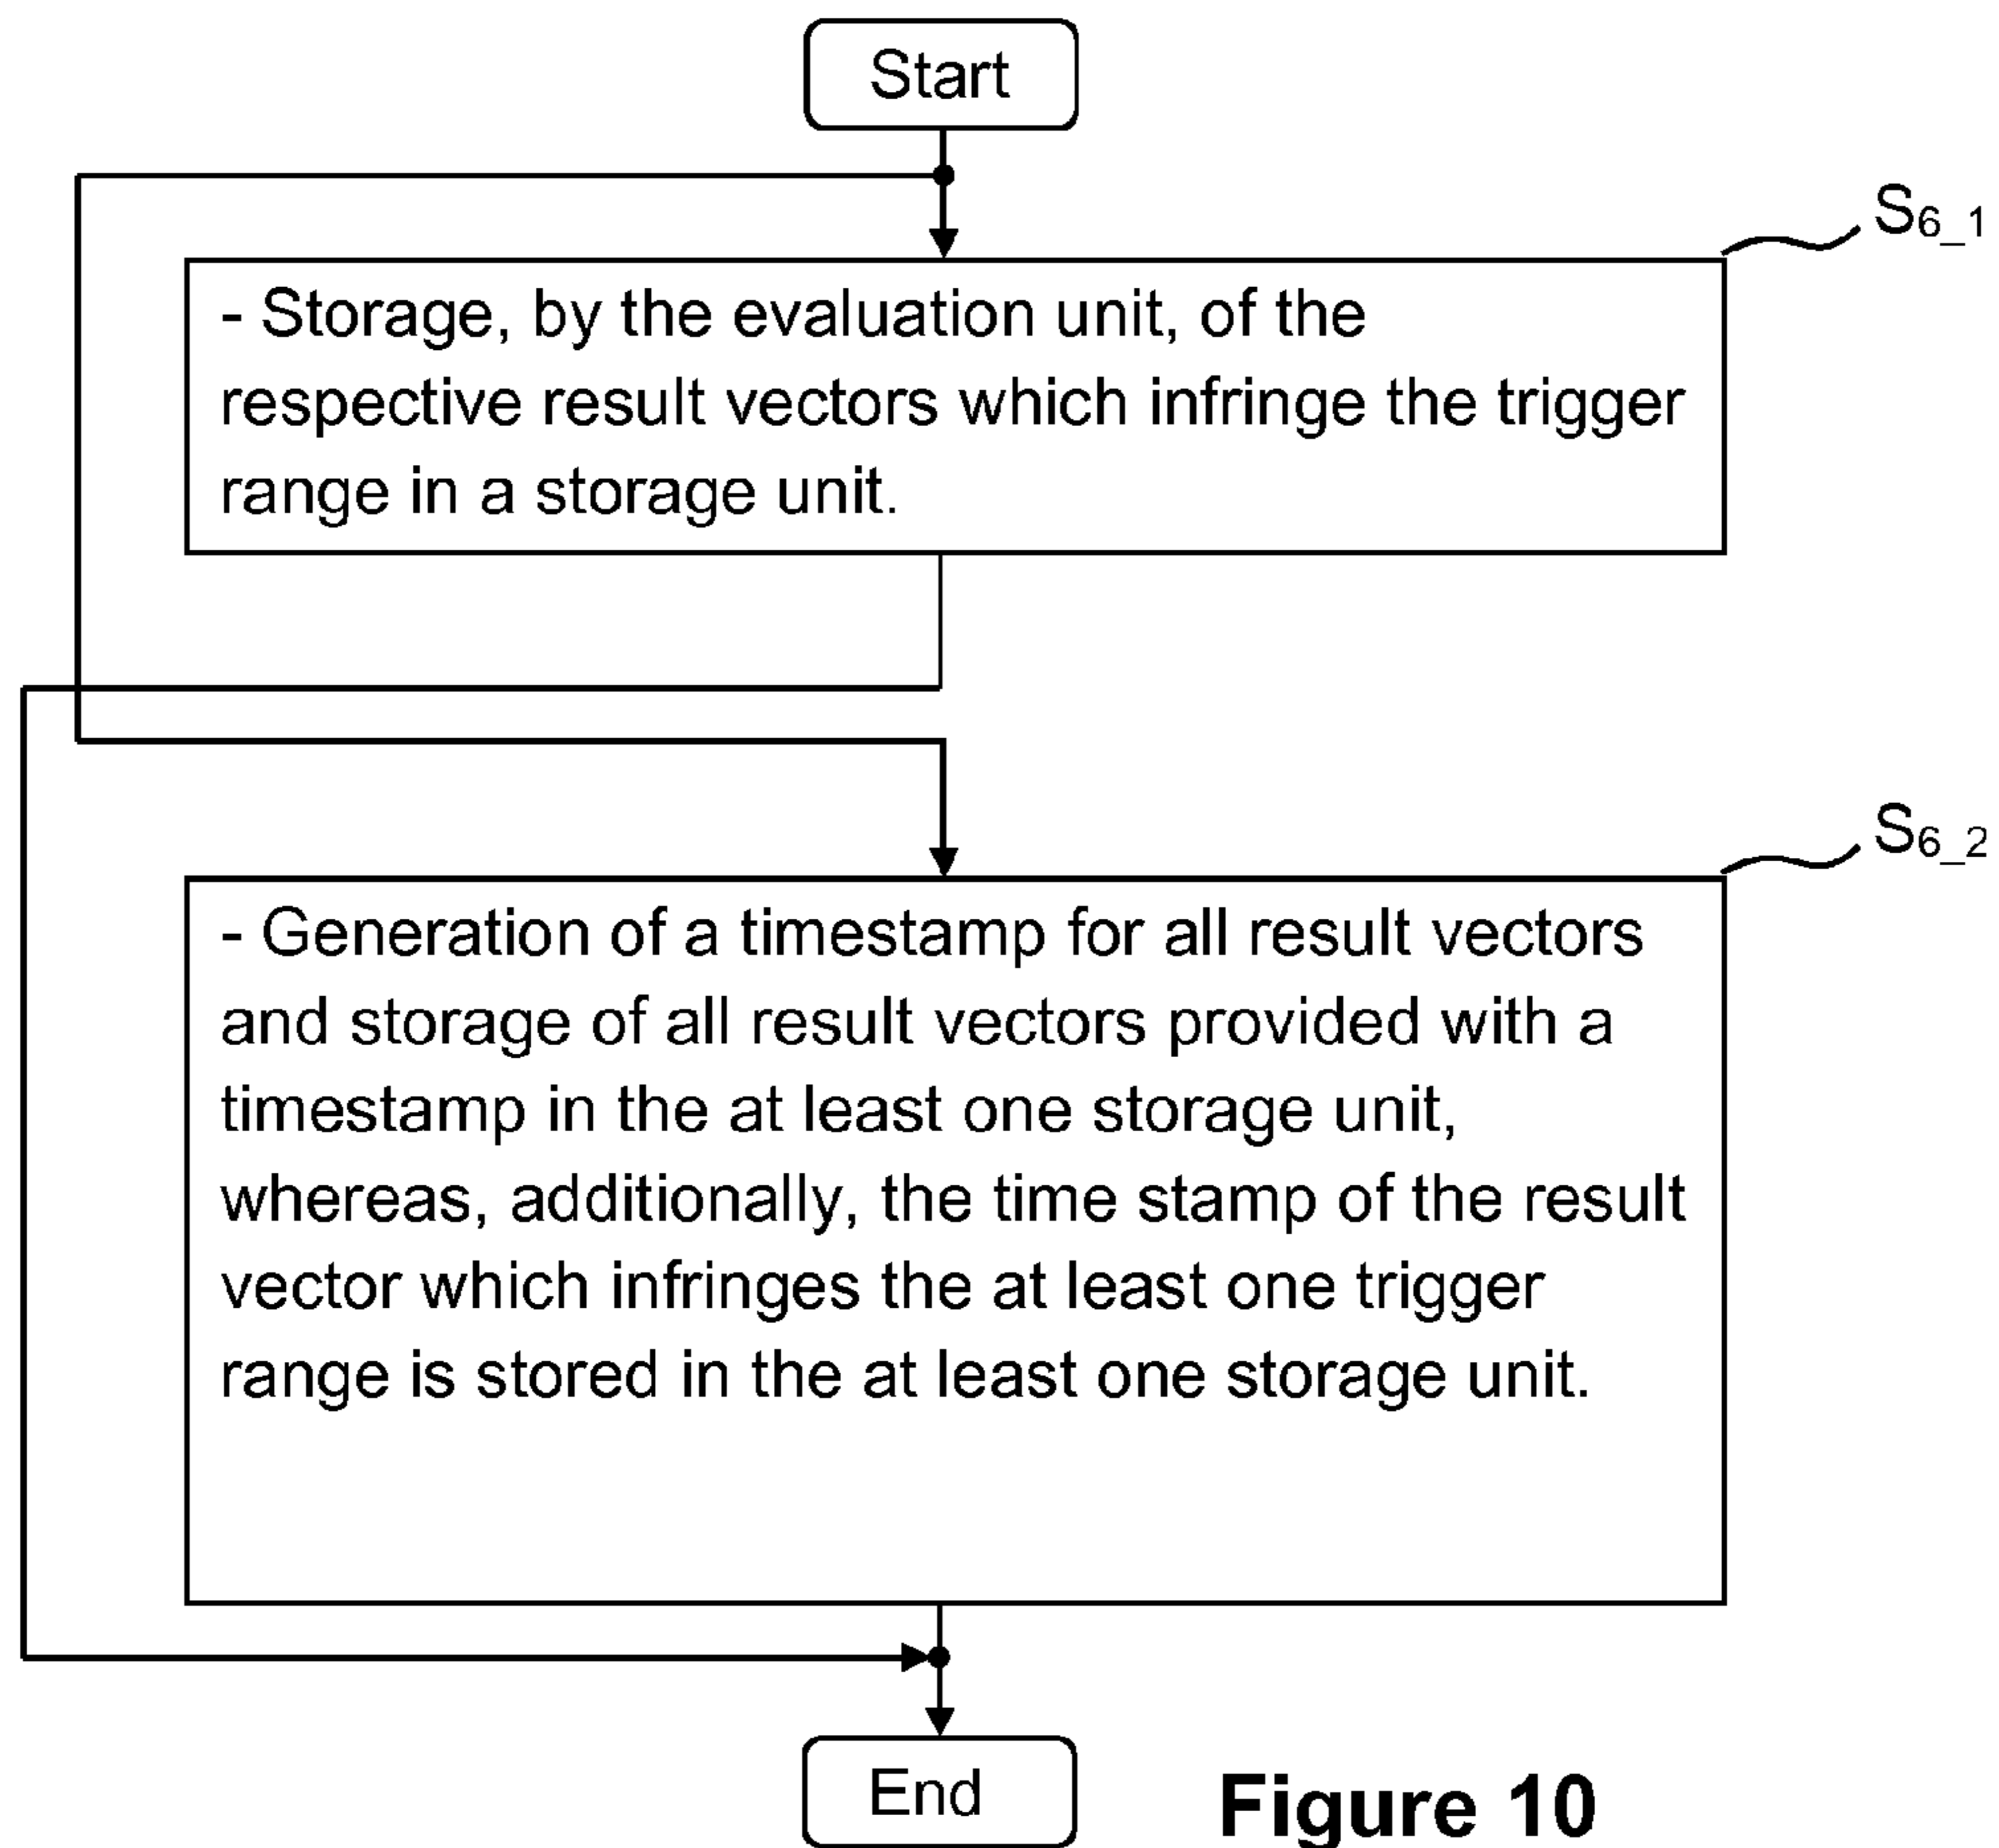 Start
S6_1
- Storage, by the evaluation unit, of the
respective result vectors which infringe the trigger
range in a storage unit.
S6_2
- Generation of a timestamp for all result vectors
and storage of all result vectors provided with a
timestamp in the at least one storage unit,
whereas, additionally, the time stamp of the result
vector which infringes the at least one trigger
range is stored in the at least one storage unit.
End
Figure 10